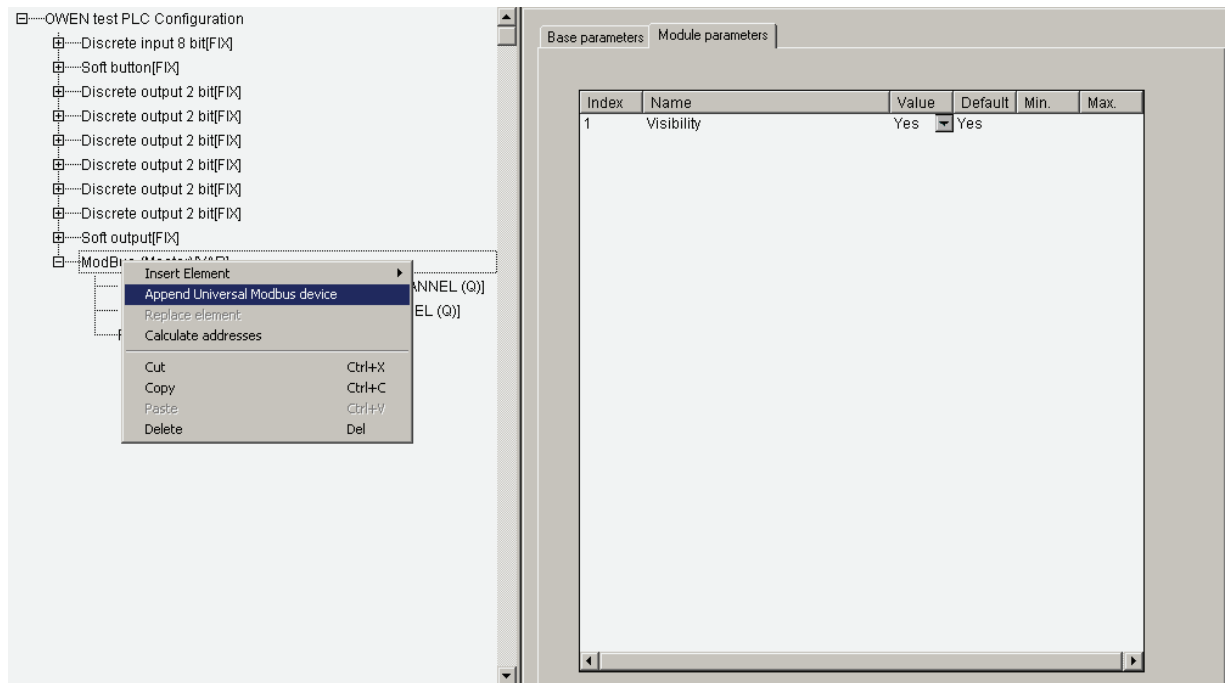 OWEN test PLC Configuration
Discrete input 8 bit[FIX]
Soft button[FIX]
Discrete output 2 bit[FIX]
Discrete output 2 bit[FIX]
Discrete output 2 bit[FIX]
Discrete output 2 bit[FIX]
Discrete output 2 bit[FIX]
Discrete output 2 bit[FIX]
Soft output[FIX]
Insert Element
Append Universal Modbus device
Replace element
Calculate addresses
Cut Ctrl+X
Copy Ctrl+C
Paste Ctrl+V
Delete Del
(Q)]
(Q)]
Base parameters Module parameters
Index Name Value Default Min. Max.
1 Visibility Yes Yes